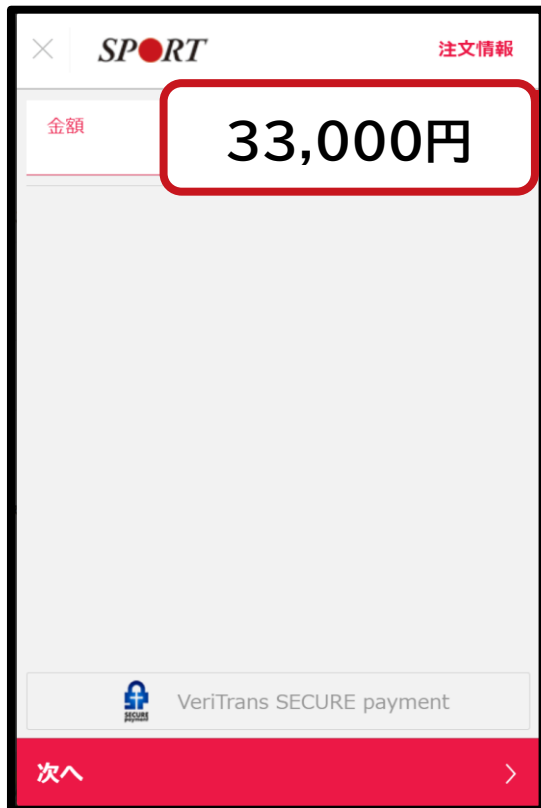 SPORT
注文情報
金額
33,000円
SECURE
payment
VeriTrans SECURE payment
次へ